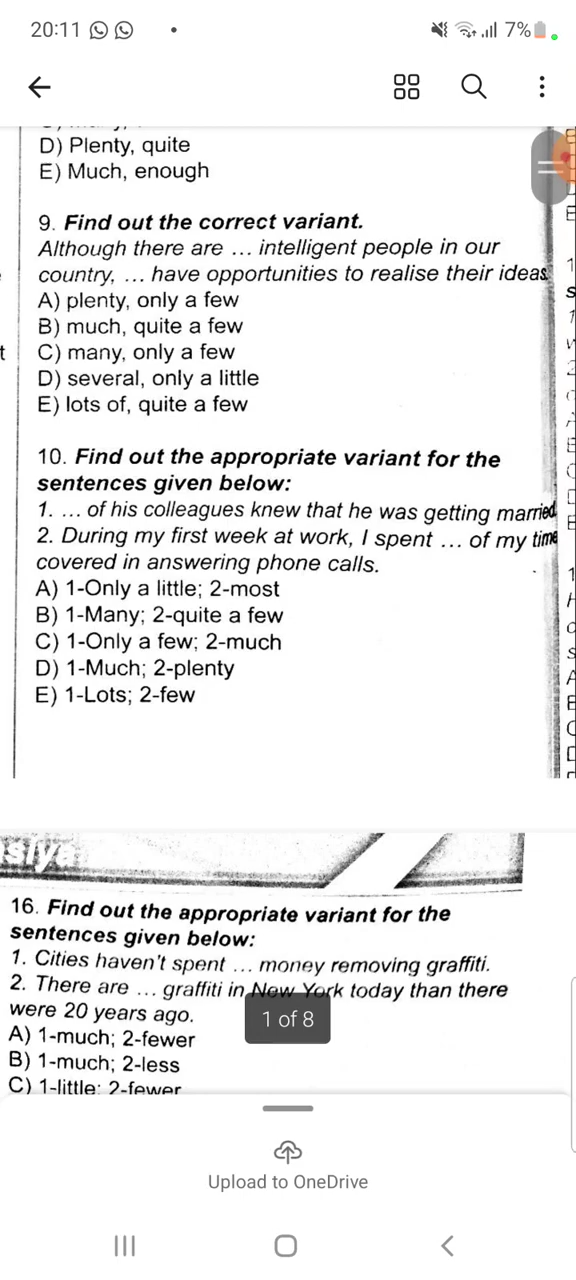 20:11
7%
D) Plenty, quite
E) Much, enough
9. Find out the correct variant.
Although there are ... intelligent people in our
country, ... have opportunities to realise their ideas
A) plenty, only a few
B) much, quite a few
C) many, only a few
D) several, only a little
E) lots of, quite a few
10. Find out the appropriate variant for the
sentences given below:
1. ... of his colleagues knew that he was getting married
2. During my first week at work, I spent ... of my time
covered in answering phone calls.
A) 1-Only a little; 2-most
B) 1-Many; 2-quite a few
C) 1-Only a few; 2-much
D) 1-Much; 2-plenty
E) 1-Lots; 2-few
16. Find out the appropriate variant for the
sentences given below:
1. Cities haven't spent ... money removing graffiti.
2. There are ... graffiti in New York today than there
were 20 years ago.
1 of 8
A) 1-much; 2-fewer
B) 1-much; 2-less
C) 1-little; 2-fewer
Upload to OneDrive